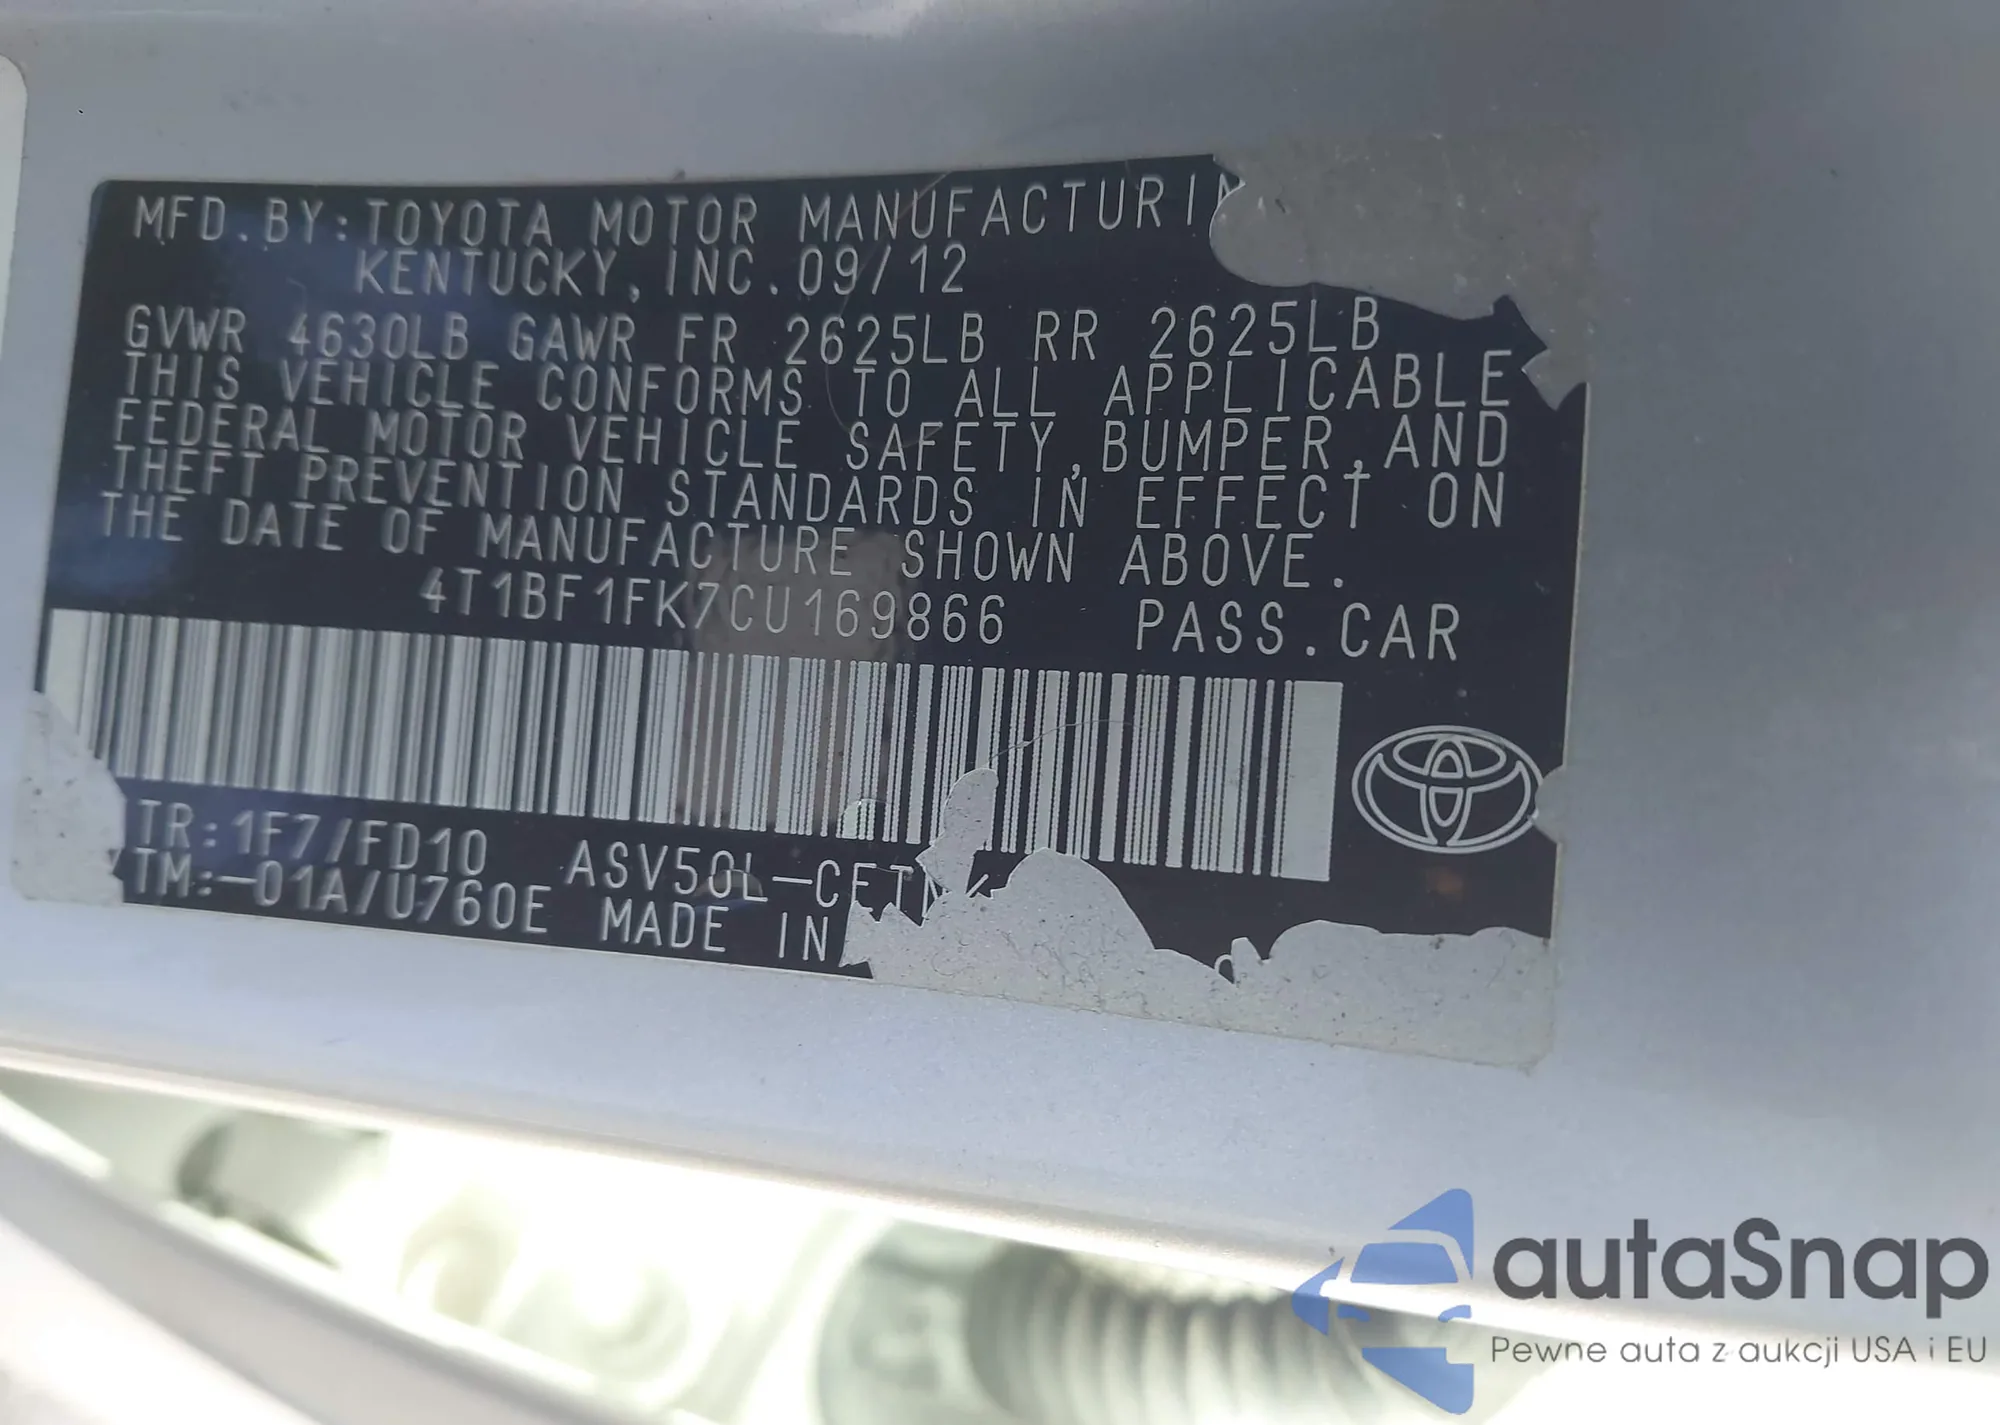 MFD. BY: TOYOTA MOTOR MANUFACTURIN
KENTUCKY, INC. 09/12
GVWR 4630LB GAWR FR 2625LB RR 2625LB
THIS VEHICLE CONFORMS TO ALL APPLICABLE
FEDERAL MOTOR VEHICLE SAFETY, BUMPER, AND
THEFT PREVENTION STANDARDS IN EFFECT ON
THE DATE OF MANUFACTURE SHOWN ABOVE.
4T1BF1FK7CU169866 PASS. CAR
TR: 1F7/FD10 ASV50L-CETN
TM:-01A/U760E MADE IN
autaSnap
Pewne auta z aukcji USA i EU